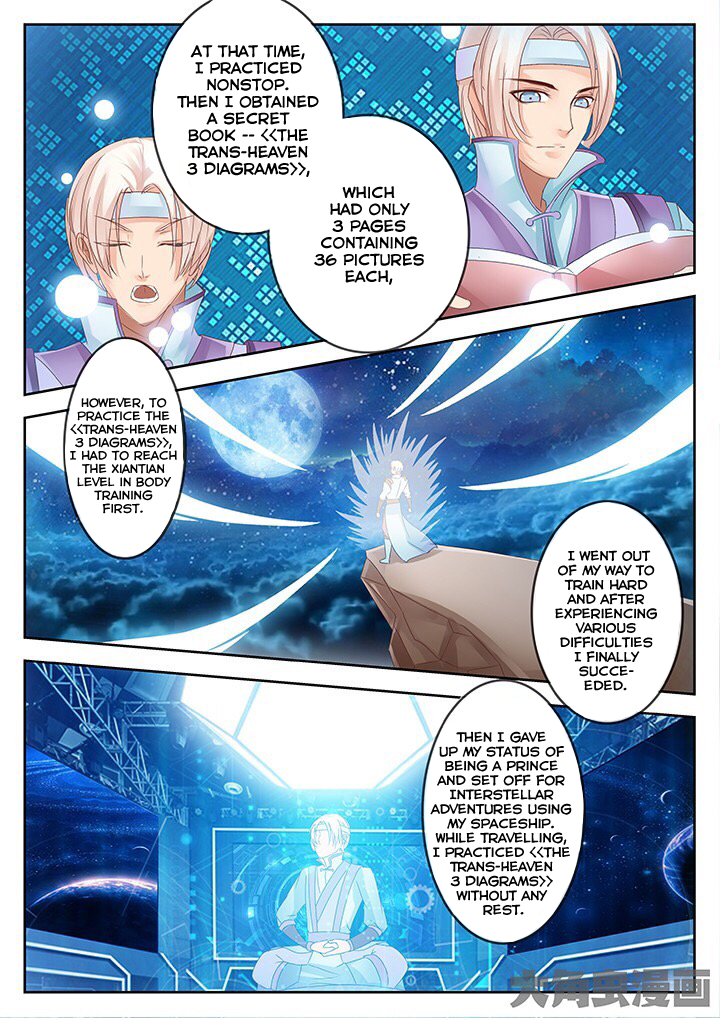 AT THAT TIME,
I PRACTICED
NONSTOP.
THEN I OBTAINED
A SECRET
BOOK -- <<THE
TRANS-HEAVEN
3 DIAGRAMS>>,
WHICH
HAD ONLY
3 PAGES
CONTAINING
36 PICTURES
EACH,
HOWEVER, TO
PRACTICE THE
<<TRANS-HEAVEN
3 DIAGRAMS>>,
I HAD TO REACH
THE XIANTIAN
LEVEL IN BODY
TRAINING
FIRST.
I WENT OUT
OF MY WAY TO
TRAIN HARD
AND AFTER
EXPERIENCING
VARIOUS
DIFFICULTIES
I FINALLY
SUCCE-
EDED.
THEN I GAVE
UP MY STATUS OF
BEING A PRINCE
AND SET OFF FOR
INTERSTELLAR
ADVENTURES USING
MY SPACESHIP.
WHILE TRAVELLING,
I PRACTICED <<THE
TRANS-HEAVEN
3 DIAGRAMS>>
WITHOUT ANY
REST.
六角虫漫画